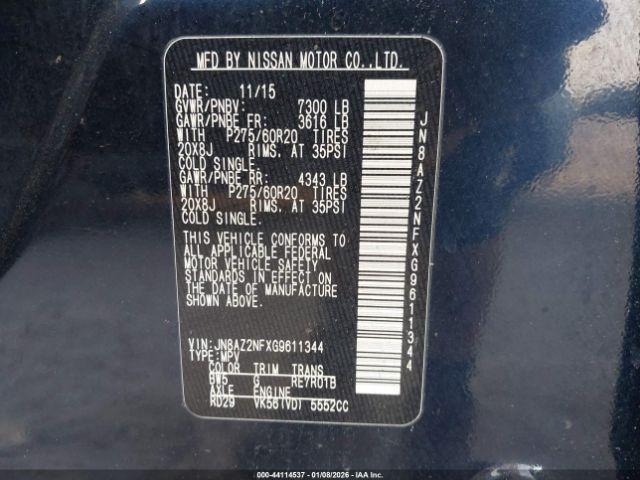 MFD BY NISSAN MOTOR CO.,LTD.
DATE: 11/15
GVWR/PNBV: 7300 LB
GAWR/PNBE FR: 3616 LB
WITH P275/60R20 TIRES
20X8J RIMS. AT 35PSI
COLD SINGLE.
GAWR/PNBE RR: 4343 LB
WITH P275/60R20 TIRES
20X8J RIMS. AT 35PSI
COLD SINGLE.
THIS VEHICLE CONFORMS TO
ALL APPLICABLE FEDERAL
MOTOR VEHICLE SAFETY
STANDARDS IN EFFECT ON
THE DATE OF MANUFACTURE
SHOWN ABOVE.
VIN: JN8AZ2NFXG9611344
TYPE: MPV
COLOR TRIM TRANS
BW5 G RE7R01B
AXLE ENGINE
RD29 VK56(VD) 5552CC
JN8AZ2NFXG9611344
000-44114537 - 01/08/2026 - IAA Inc.